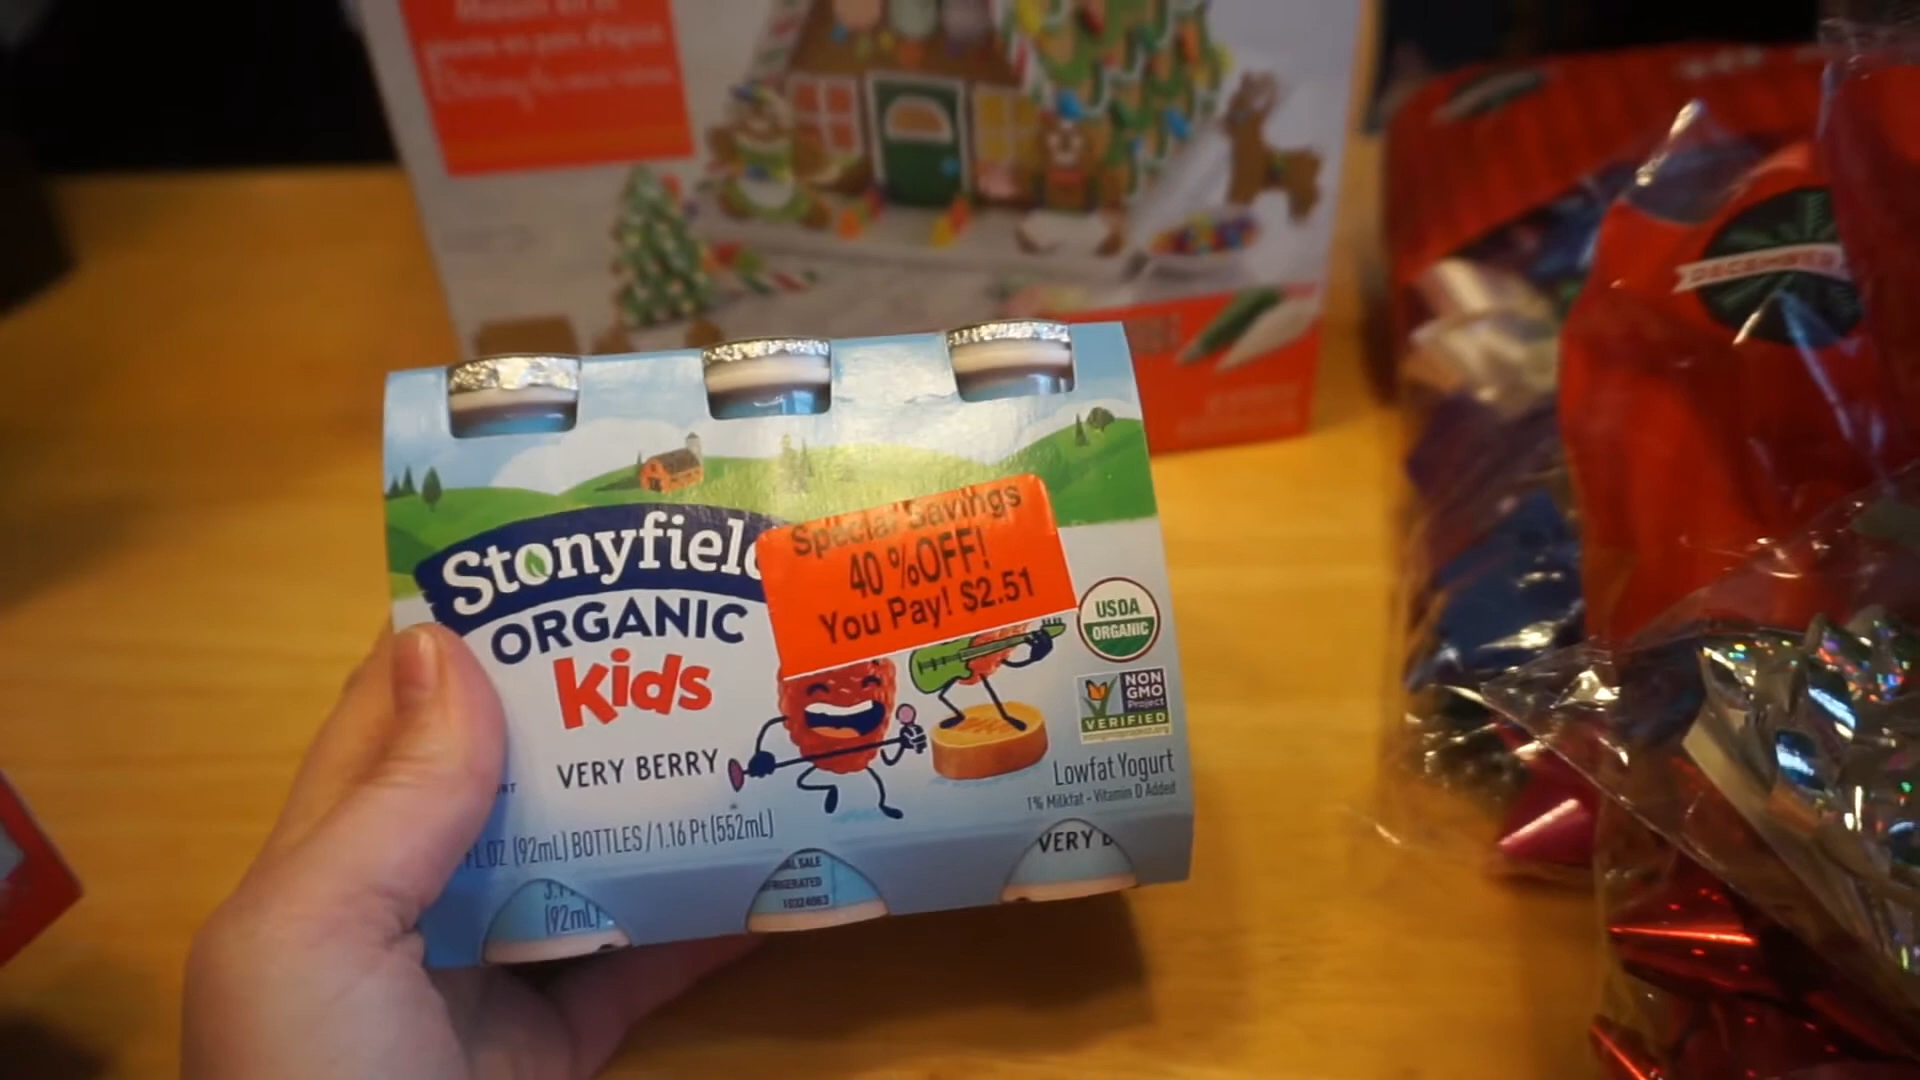 DECEMBER
Stonyfield
ORGANIC
kids
Special Savings
40 %OFF!
You Pay! $2.51
USDA
ORGANIC
NON
GMO
Project
VERIFIED
VERY BERRY
Lowfat Yogurt
1% Milkfat - Vitamin D Added
FL OZ (92mL) BOTTLES/1.16 Pt (552mL)
VERY B
(92mL)